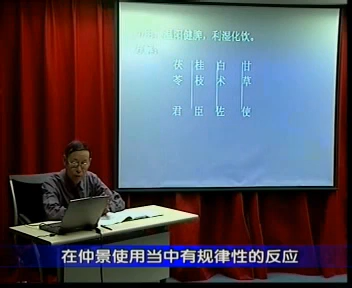 阳健脾，利湿化饮。
茯 桂 白 甘
苓 枝 术 草
君 臣 佐 使
在仲景使用当中有规律性的反应